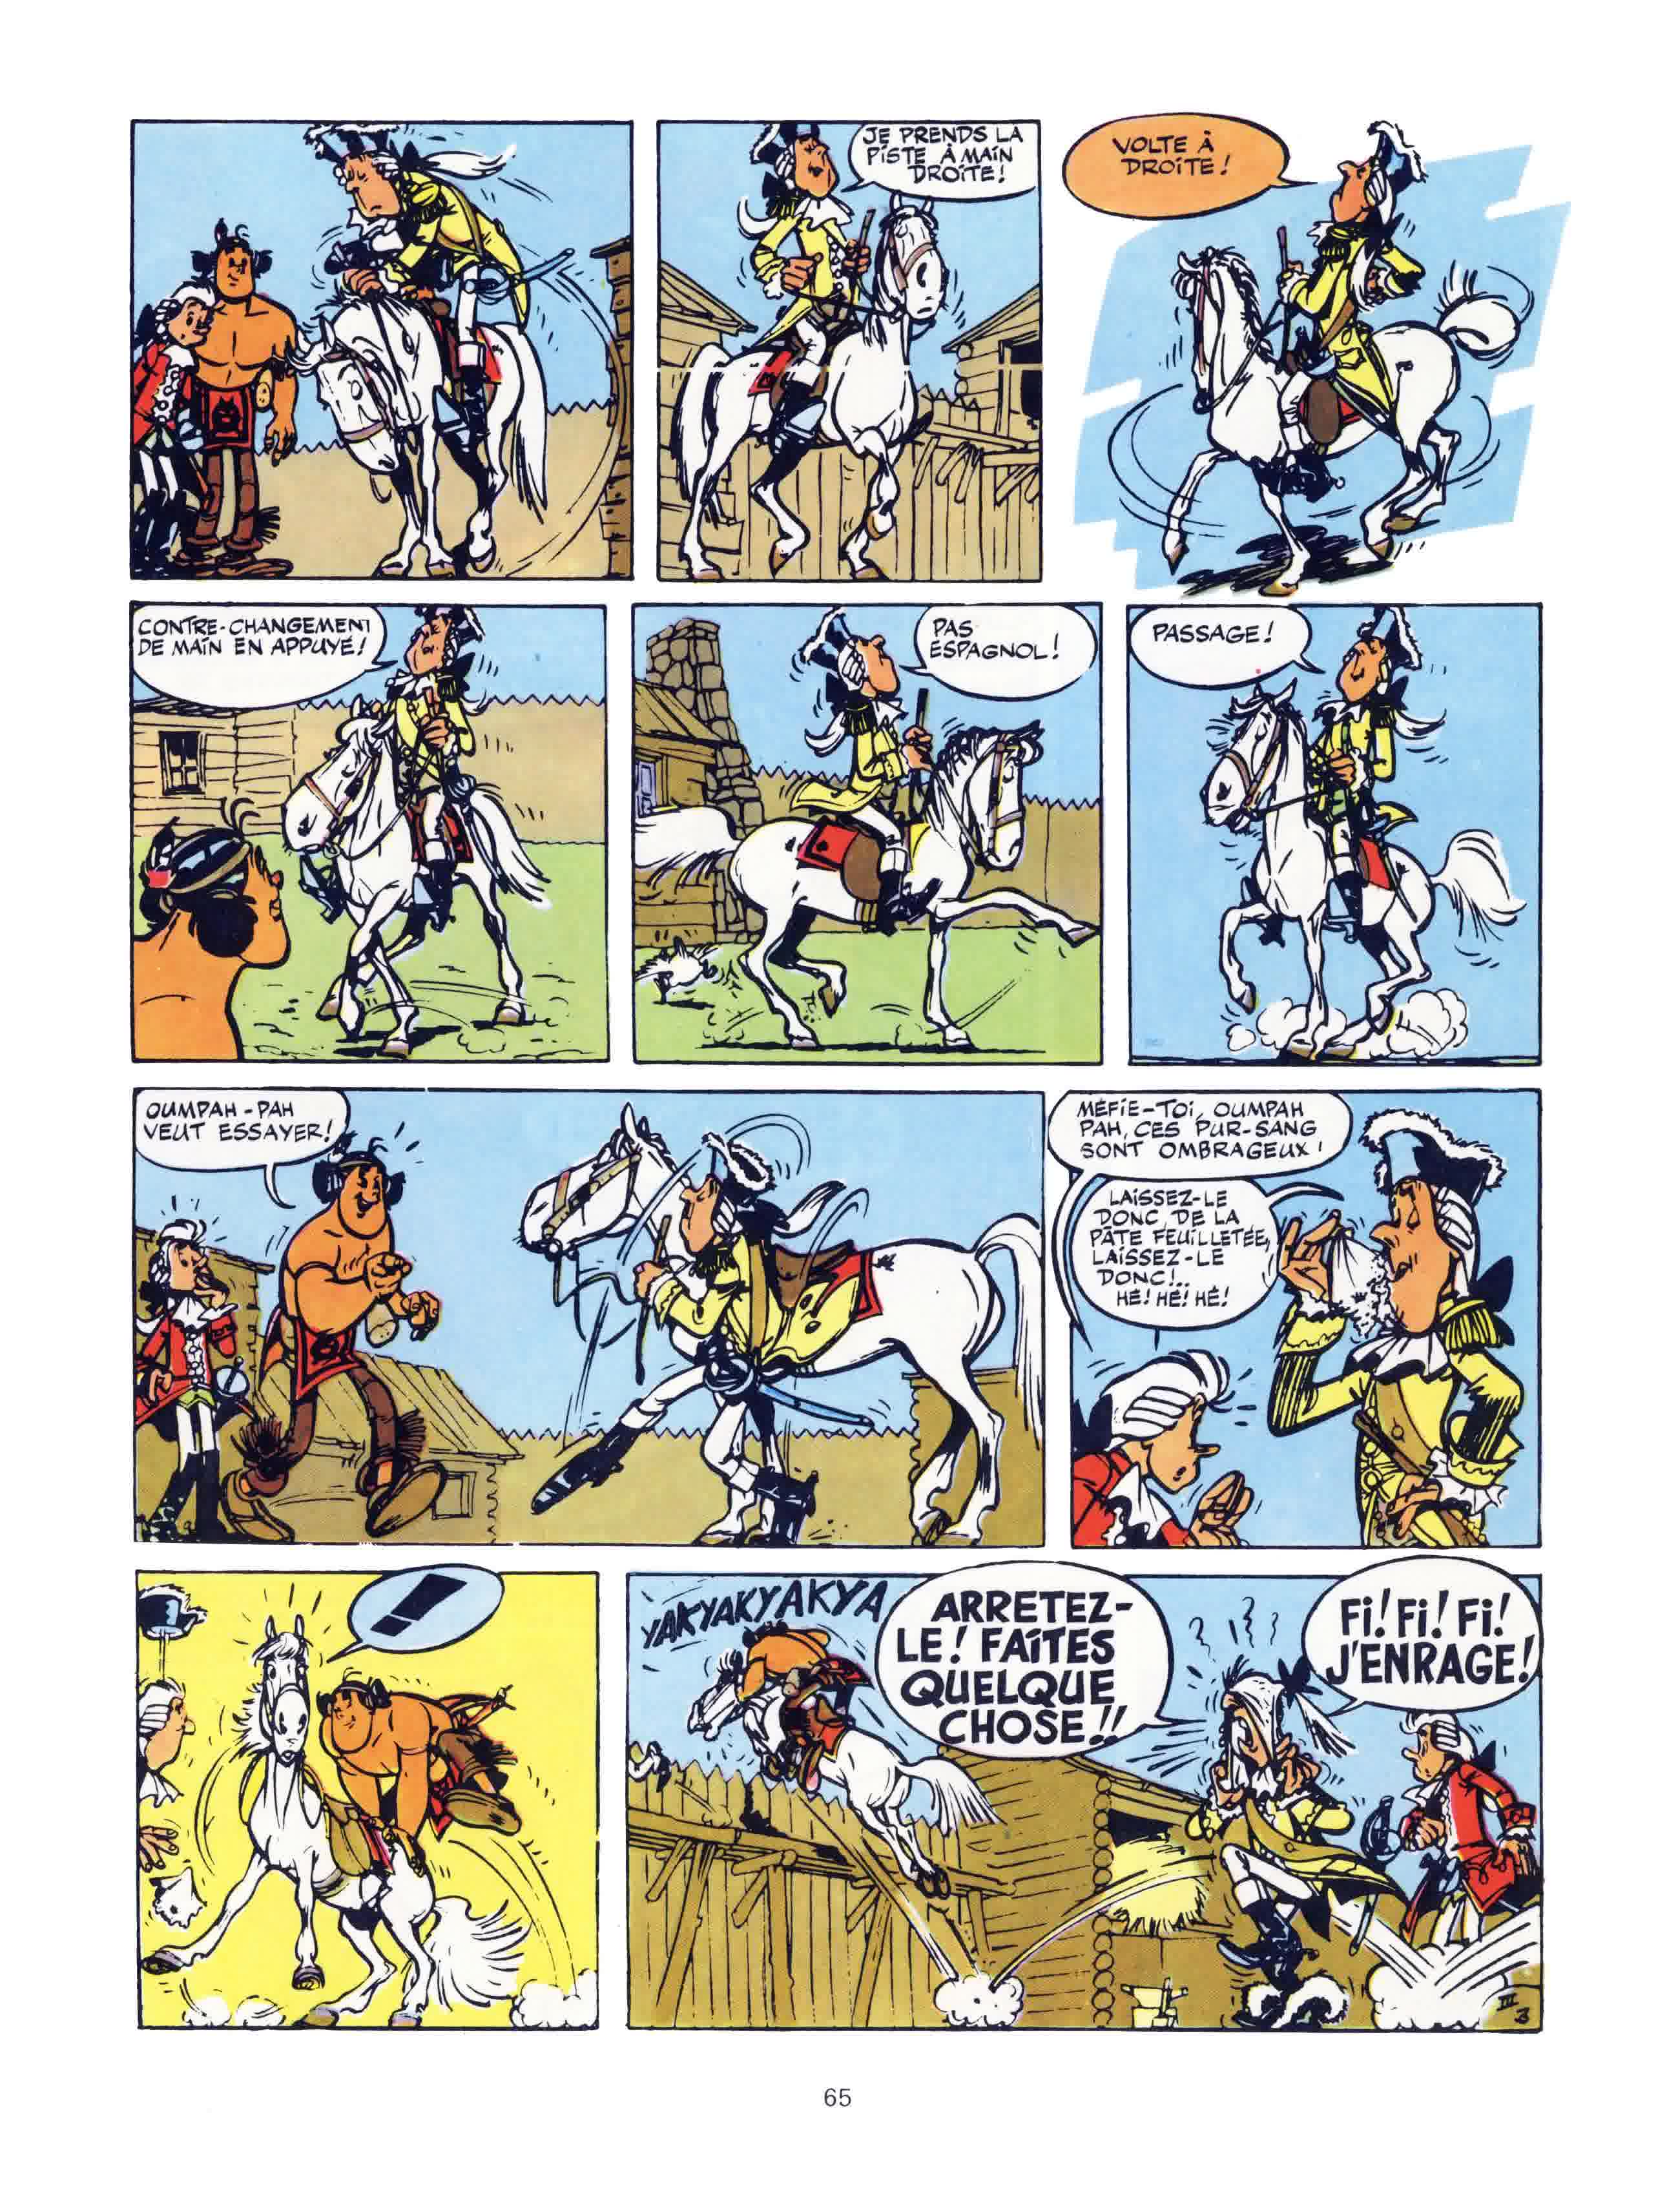 JE PRENDS LA
PISTE À MAIN
DROITE!
VOLTE À
DROITE!
CONTRE-CHANGEMENT
DE MAIN EN APPUYÉ!
PAS
ESPAGNOL!
PASSAGE!
OUMPAH-PAH
VEUT ESSAYER!
MÉFIE-TOI, OUMPAH
PAH, CES PUR-SANG
SONT OMBRAGEUX!
LAISSEZ-LE
DONC, DE LA
PÂTE FEUILLETÉE,
LAISSEZ-LE
DONC!..
HÉ! HÉ! HÉ!
!
YAKYAKYAKYA
ARRETEZ-
LE! FAITES
QUELQUE
CHOSE!!
? ? ?
FI! FI! FI!
J'ENRAGE!
III
3
65